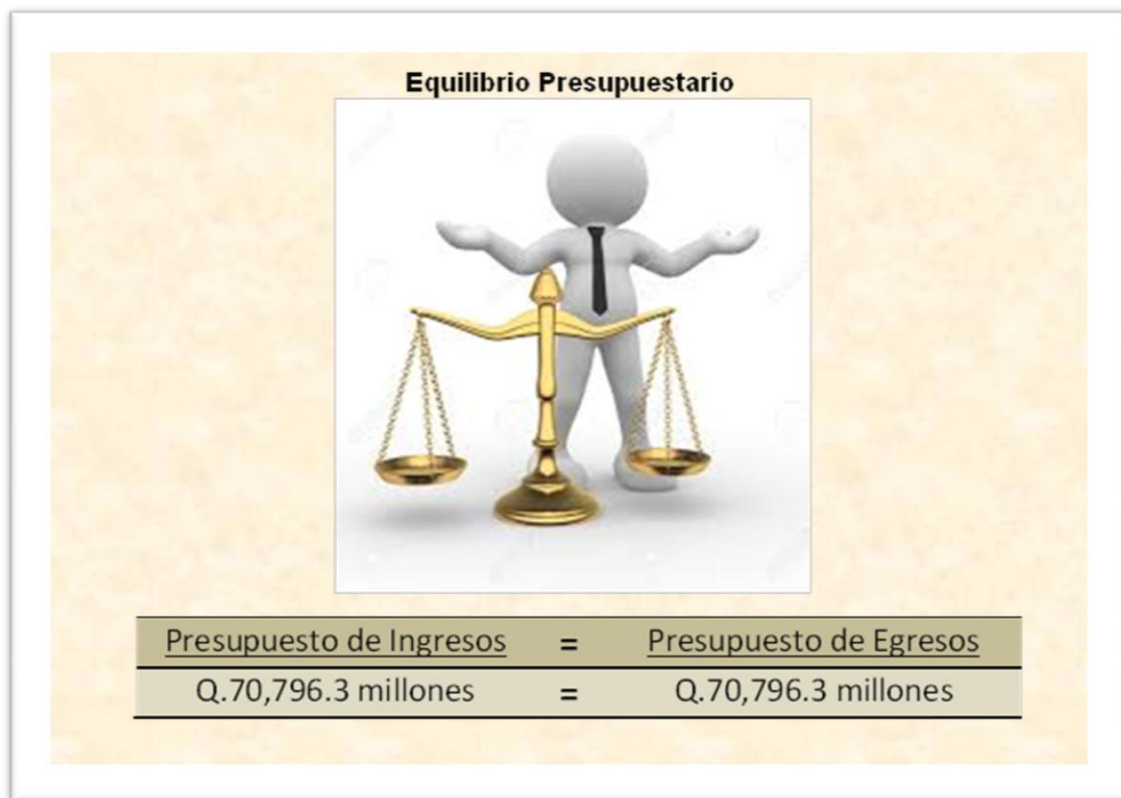 Equilibrio Presupuestario
Presupuesto de Ingresos = Presupuesto de Egresos
Q.70,796.3 millones = Q.70,796.3 millones